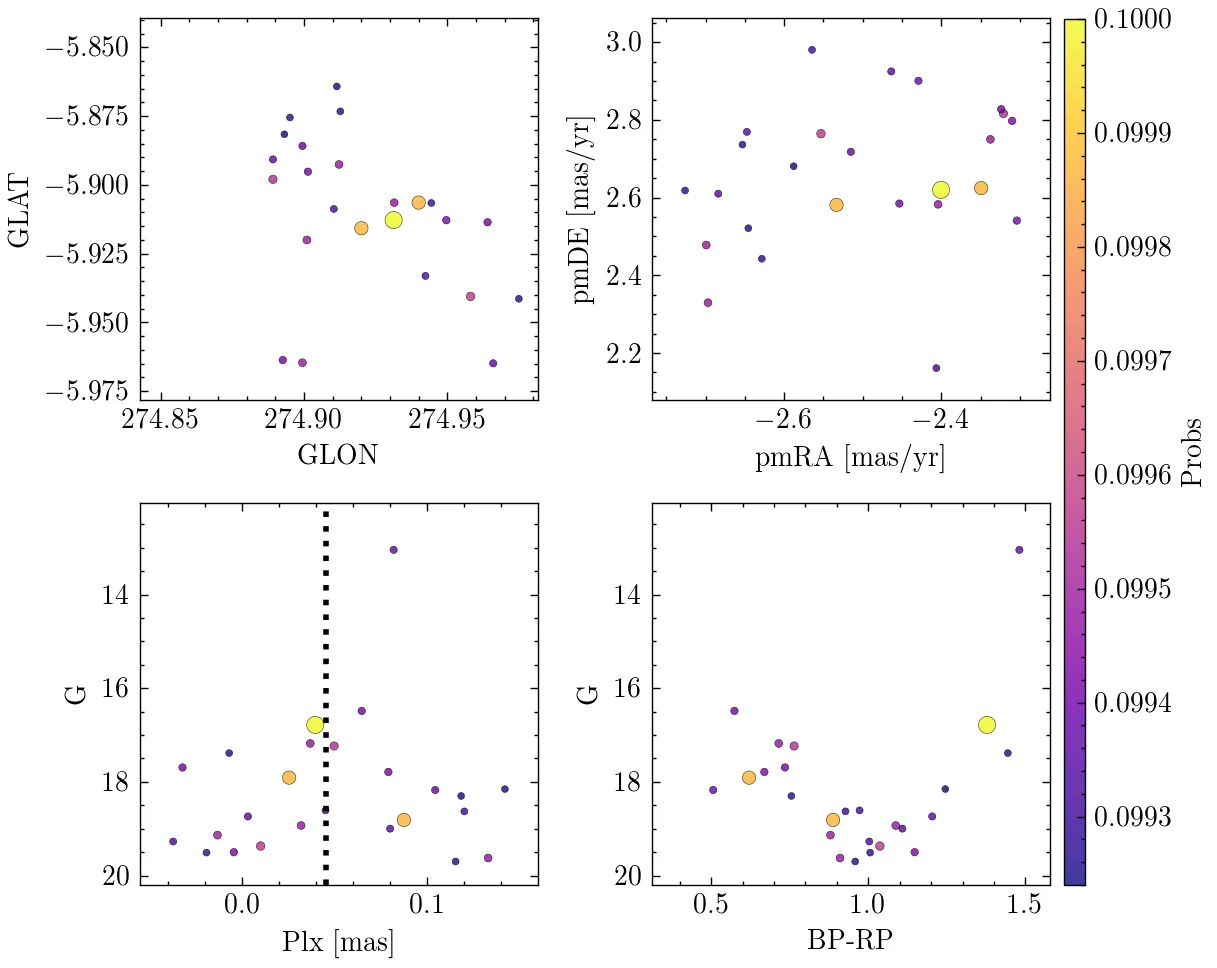 −5.850
−5.875
−5.900
−5.925
−5.950
−5.975
GLAT
274.85 274.90 274.95
GLON
3.0
2.8
2.6
2.4
2.2
pmDE [mas/yr]
−2.6 −2.4
pmRA [mas/yr]
14
16
18
20
G
0.0 0.1
Plx [mas]
14
16
18
20
G
0.5 1.0 1.5
BP-RP
0.1000
0.0999
0.0998
0.0997
0.0996
0.0995
0.0994
0.0993
Probs